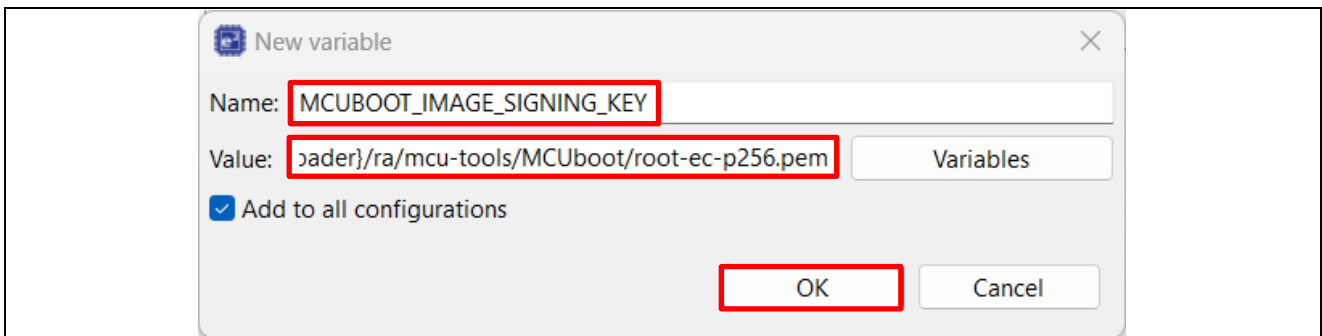 New variable
Name: MCUBOOT_IMAGE_SIGNING_KEY
Value: oader}/ra/mcu-tools/MCUboot/root-ec-p256.pem Variables
Add to all configurations
OK Cancel